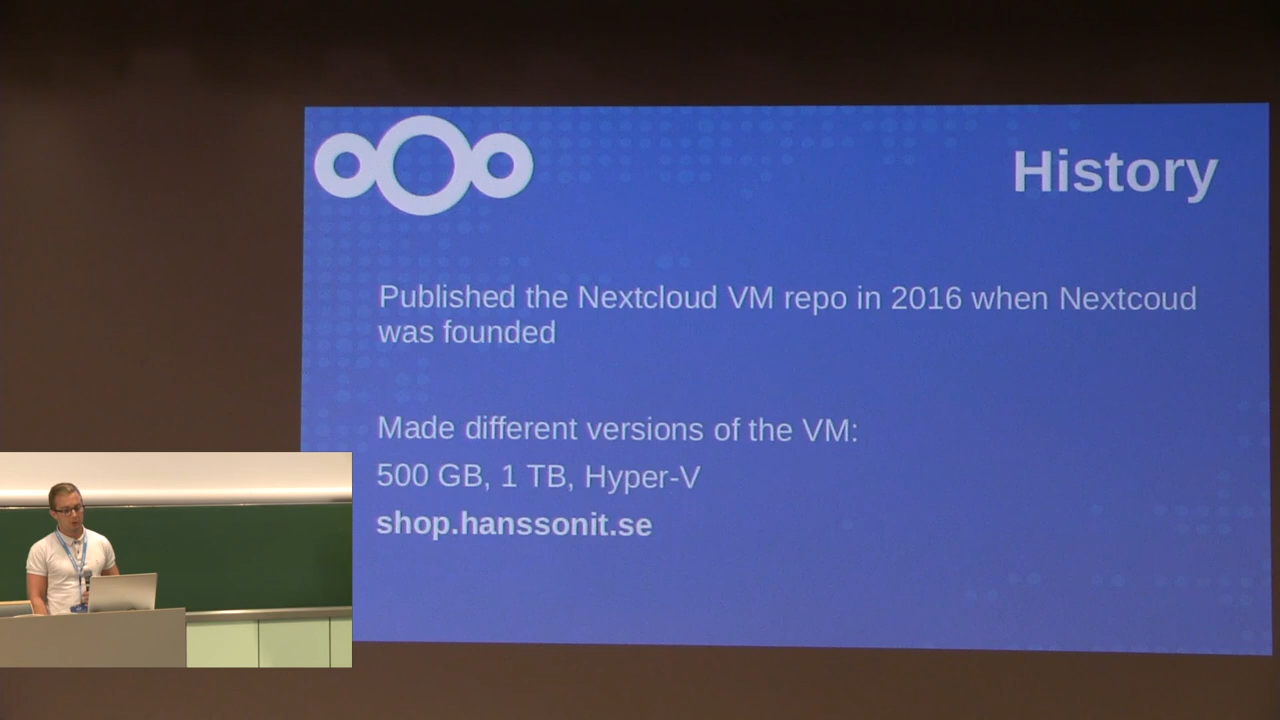 History
Published the Nextcloud VM repo in 2016 when Nextcoud
was founded
Made different versions of the VM:
500 GB, 1 TB, Hyper-V
shop.hanssonit.se